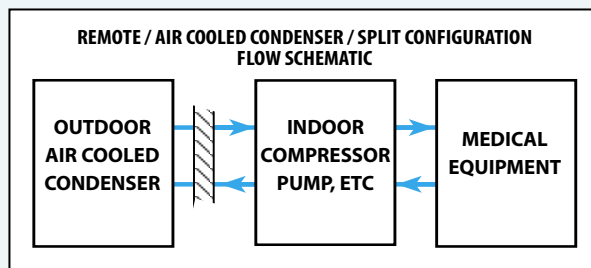 REMOTE / AIR COOLED CONDENSER / SPLIT CONFIGURATION
FLOW SCHEMATIC
OUTDOOR
AIR COOLED
CONDENSER
INDOOR
COMPRESSOR
PUMP, ETC
MEDICAL
EQUIPMENT